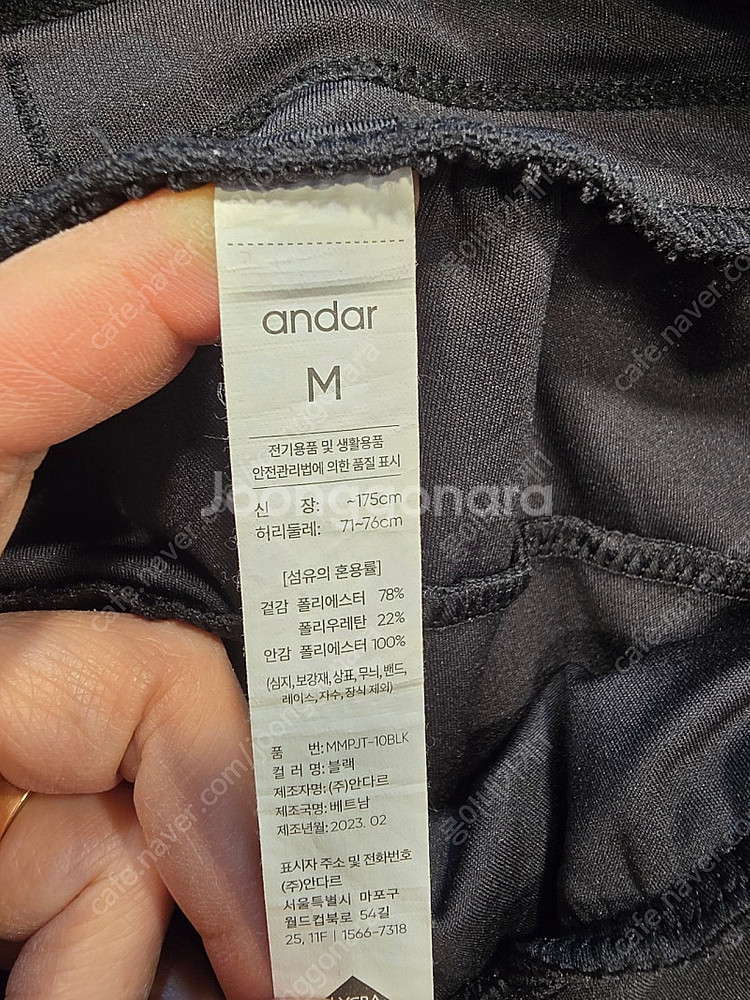 andar
M
전기용품 및 생활용품
안전관리법에 의한 품질 표시
신 장: ~175cm
허리둘레: 71~76cm
[섬유의 혼용률]
겉감 폴리에스터 78%
폴리우레탄 22%
안감 폴리에스터 100%
(심지, 보강재, 상표, 무늬, 밴드,
레이스, 자수, 장식 제외)
품 번: MMPJT-10BLK
컬 러 명: 블랙
제조자명: (주)안다르
제조국명: 베트남
제조년월: 2023. 02
표시자 주소 및 전화번호
(주)안다르
서울특별시 마포구
월드컵북로 54길
25, 11F | 1566-7318
Joonggonara